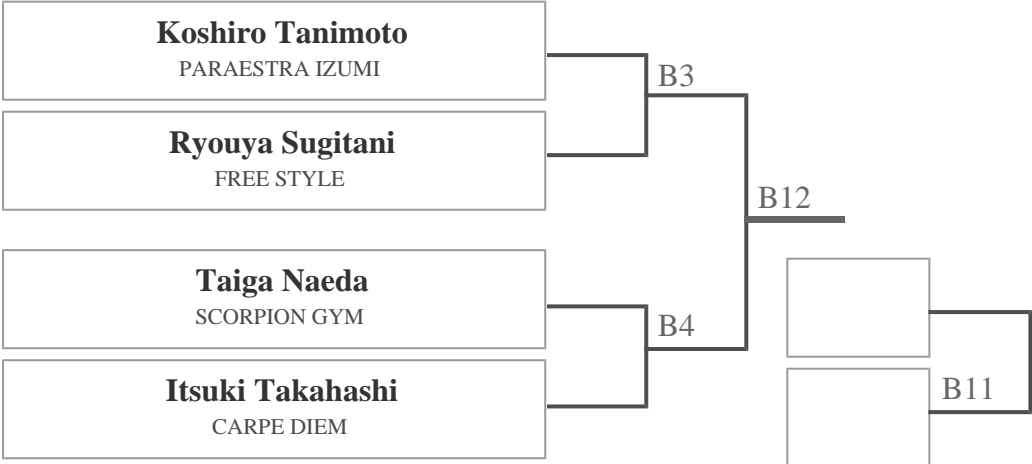 Koshiro Tanimoto
PARAESTRA IZUMI
B3
Ryouya Sugitani
FREE STYLE
B12
Taiga Naeda
SCORPION GYM
B4
Itsuki Takahashi
CARPE DIEM
B11